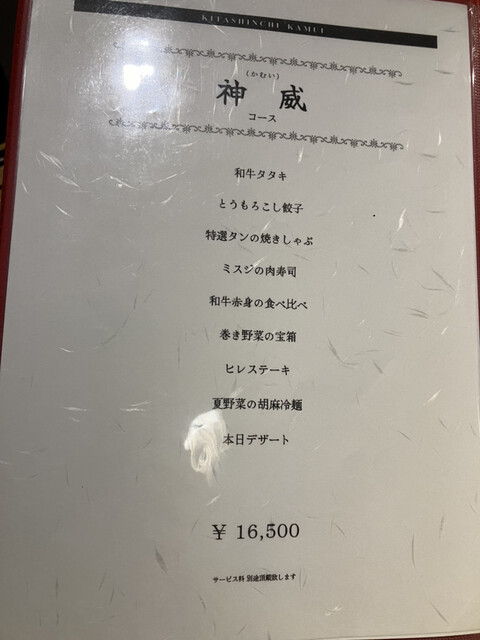 KITASHINCHI KAMUI
(かむい)
神 威
コース
和牛タタキ
とうもろこし餃子
特選タンの焼きしゃぶ
ミスジの肉寿司
和牛赤身の食べ比べ
巻き野菜の宝箱
ヒレステーキ
夏野菜の胡麻冷麺
本日デザート
¥ 16,500
サービス料 別途頂戴致します